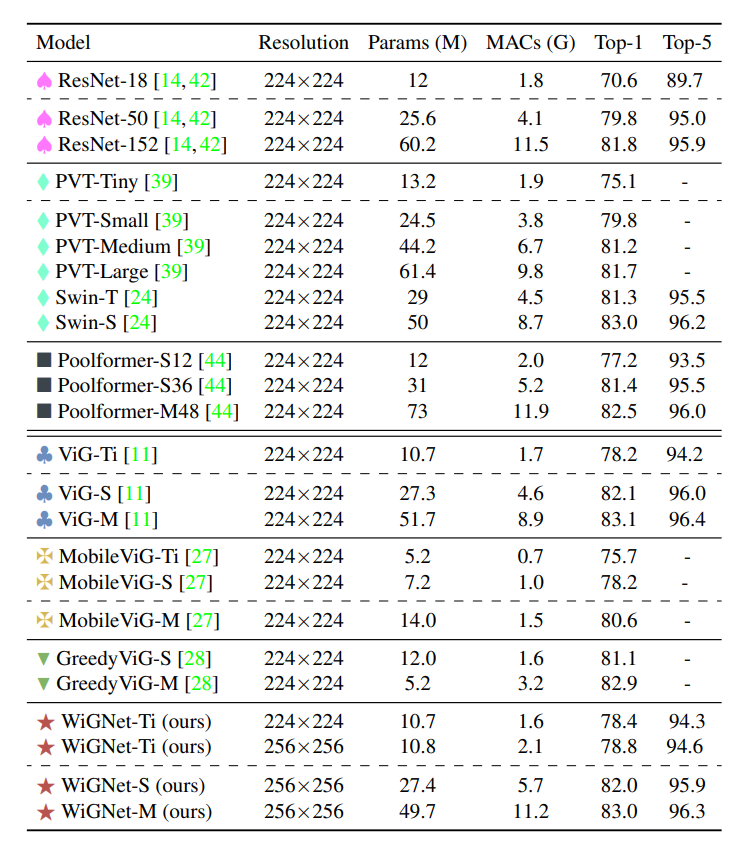 Model Resolution Params (M) MACs (G) Top-1 Top-5
♠ ResNet-18 [14,42] 224×224 12 1.8 70.6 89.7
♠ ResNet-50 [14,42] 224×224 25.6 4.1 79.8 95.0
♠ ResNet-152 [14,42] 224×224 60.2 11.5 81.8 95.9
♦ PVT-Tiny [39] 224×224 13.2 1.9 75.1 -
♦ PVT-Small [39] 224×224 24.5 3.8 79.8 -
♦ PVT-Medium [39] 224×224 44.2 6.7 81.2 -
♦ PVT-Large [39] 224×224 61.4 9.8 81.7 -
♦ Swin-T [24] 224×224 29 4.5 81.3 95.5
♦ Swin-S [24] 224×224 50 8.7 83.0 96.2
■ Poolformer-S12 [44] 224×224 12 2.0 77.2 93.5
■ Poolformer-S36 [44] 224×224 31 5.2 81.4 95.5
■ Poolformer-M48 [44] 224×224 73 11.9 82.5 96.0
♣ ViG-Ti [11] 224×224 10.7 1.7 78.2 94.2
♣ ViG-S [11] 224×224 27.3 4.6 82.1 96.0
♣ ViG-M [11] 224×224 51.7 8.9 83.1 96.4
✠ MobileViG-Ti [27] 224×224 5.2 0.7 75.7 -
✠ MobileViG-S [27] 224×224 7.2 1.0 78.2 -
✠ MobileViG-M [27] 224×224 14.0 1.5 80.6 -
▼ GreedyViG-S [28] 224×224 12.0 1.6 81.1 -
▼ GreedyViG-M [28] 224×224 5.2 3.2 82.9 -
★ WiGNet-Ti (ours) 224×224 10.7 1.6 78.4 94.3
★ WiGNet-Ti (ours) 256×256 10.8 2.1 78.8 94.6
★ WiGNet-S (ours) 256×256 27.4 5.7 82.0 95.9
★ WiGNet-M (ours) 256×256 49.7 11.2 83.0 96.3